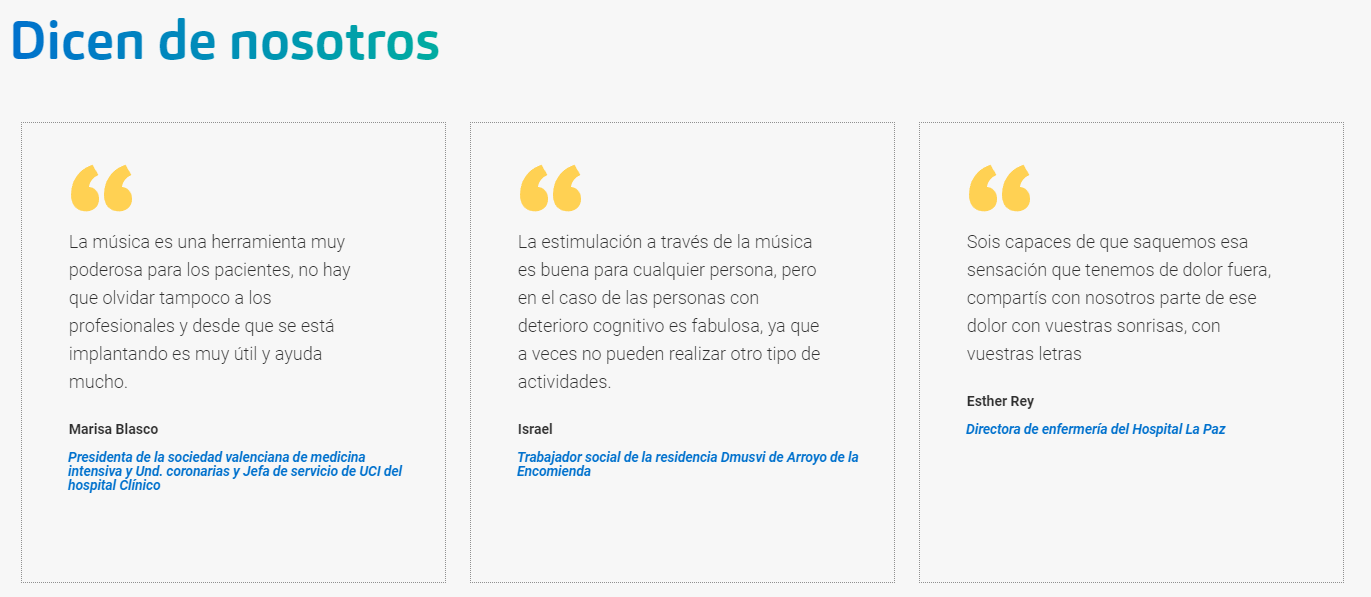 Dicen de nosotros
La música es una herramienta muy
poderosa para los pacientes, no hay
que olvidar tampoco a los
profesionales y desde que se está
implantando es muy útil y ayuda
mucho.
Marisa Blasco
Presidenta de la sociedad valenciana de medicina
intensiva y Und. coronarias y Jefa de servicio de UCI del
hospital Clínico
La estimulación a través de la música
es buena para cualquier persona, pero
en el caso de las personas con
deterioro cognitivo es fabulosa, ya que
a veces no pueden realizar otro tipo de
actividades.
Israel
Trabajador social de la residencia Dmusvi de Arroyo de la
Encomienda
Sois capaces de que saquemos esa
sensación que tenemos de dolor fuera,
compartís con nosotros parte de ese
dolor con vuestras sonrisas, con
vuestras letras
Esther Rey
Directora de enfermería del Hospital La Paz